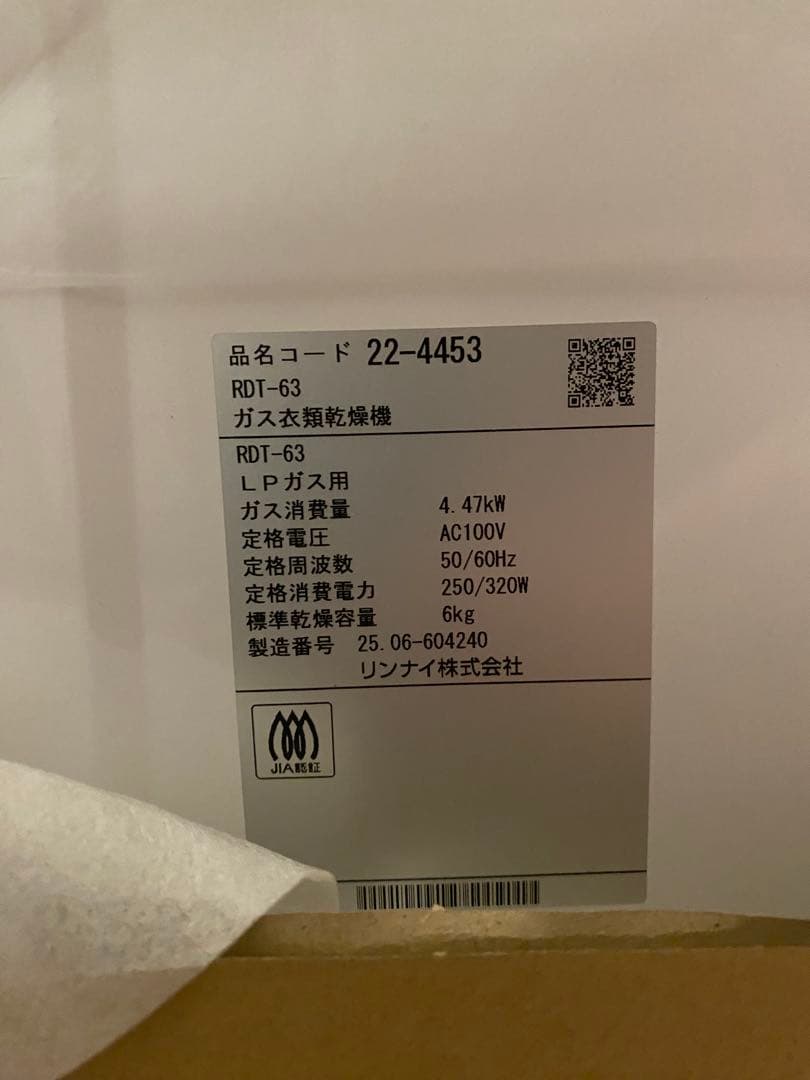 品名コード 22-4453
RDT-63
ガス衣類乾燥機
RDT-63
LPガス用
ガス消費量 4.47kW
定格電圧 AC100V
定格周波数 50/60Hz
定格消費電力 250/320W
標準乾燥容量 6kg
製造番号 25.06-604240
リンナイ株式会社
JIA認証